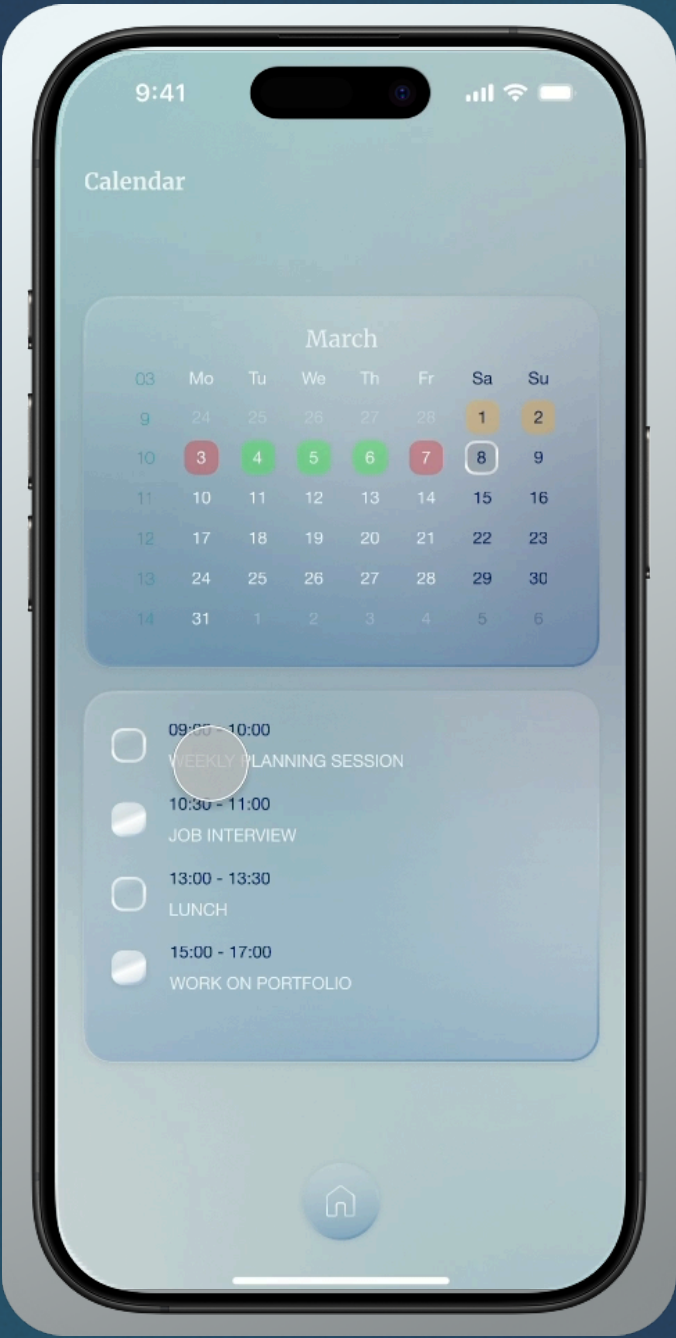 9:41
Calendar
March
03 Mo Tu We Th Fr Sa Su
9 24 25 26 27 28 1 2
10 3 4 5 6 7 8 9
11 10 11 12 13 14 15 16
12 17 18 19 20 21 22 23
13 24 25 26 27 28 29 30
14 31 1 2 3 4 5 6
09:00 - 10:00
WEEKLY PLANNING SESSION
10:30 - 11:00
JOB INTERVIEW
13:00 - 13:30
LUNCH
15:00 - 17:00
WORK ON PORTFOLIO